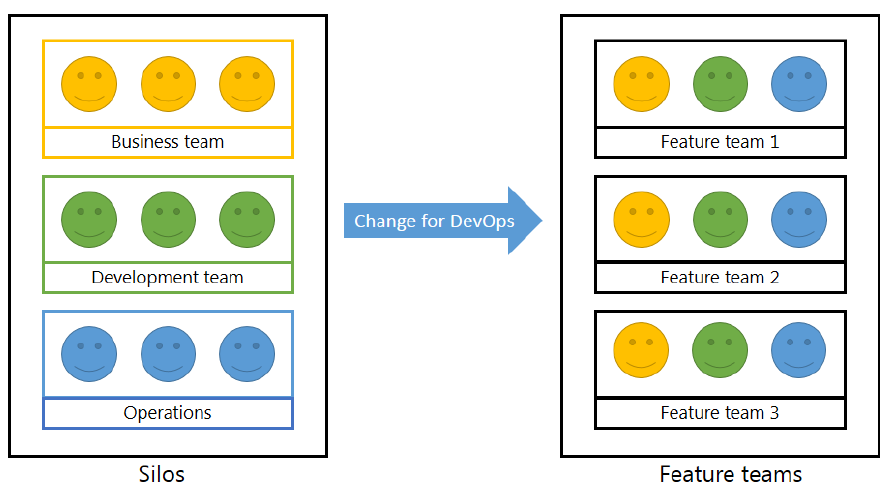 Business team
Development team
Operations
Silos
Change for DevOps
Feature team 1
Feature team 2
Feature team 3
Feature teams